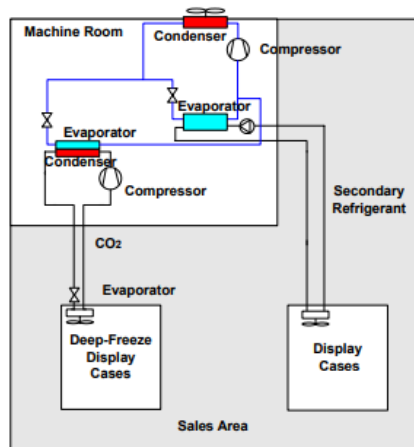 Machine Room
Condenser
Compressor
Evaporator
Evaporator
Condenser
Compressor
Secondary
Refrigerant
CO₂
Evaporator
Deep-Freeze
Display
Cases
Display
Cases
Sales Area